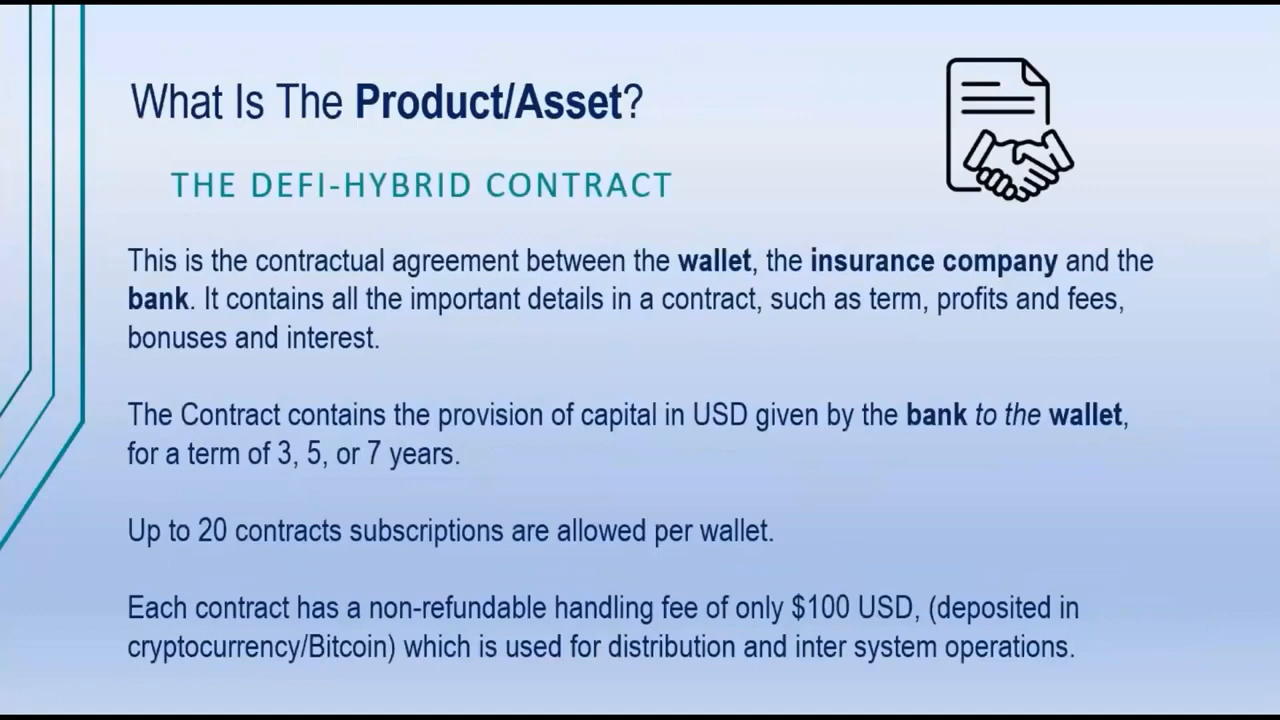 What Is The Product/Asset?
THE DEFI-HYBRID CONTRACT
This is the contractual agreement between the wallet, the insurance company and the
bank. It contains all the important details in a contract, such as term, profits and fees,
bonuses and interest.
The Contract contains the provision of capital in USD given by the bank to the wallet,
for a term of 3, 5, or 7 years.
Up to 20 contracts subscriptions are allowed per wallet.
Each contract has a non-refundable handling fee of only $100 USD, (deposited in
cryptocurrency/Bitcoin) which is used for distribution and inter system operations.